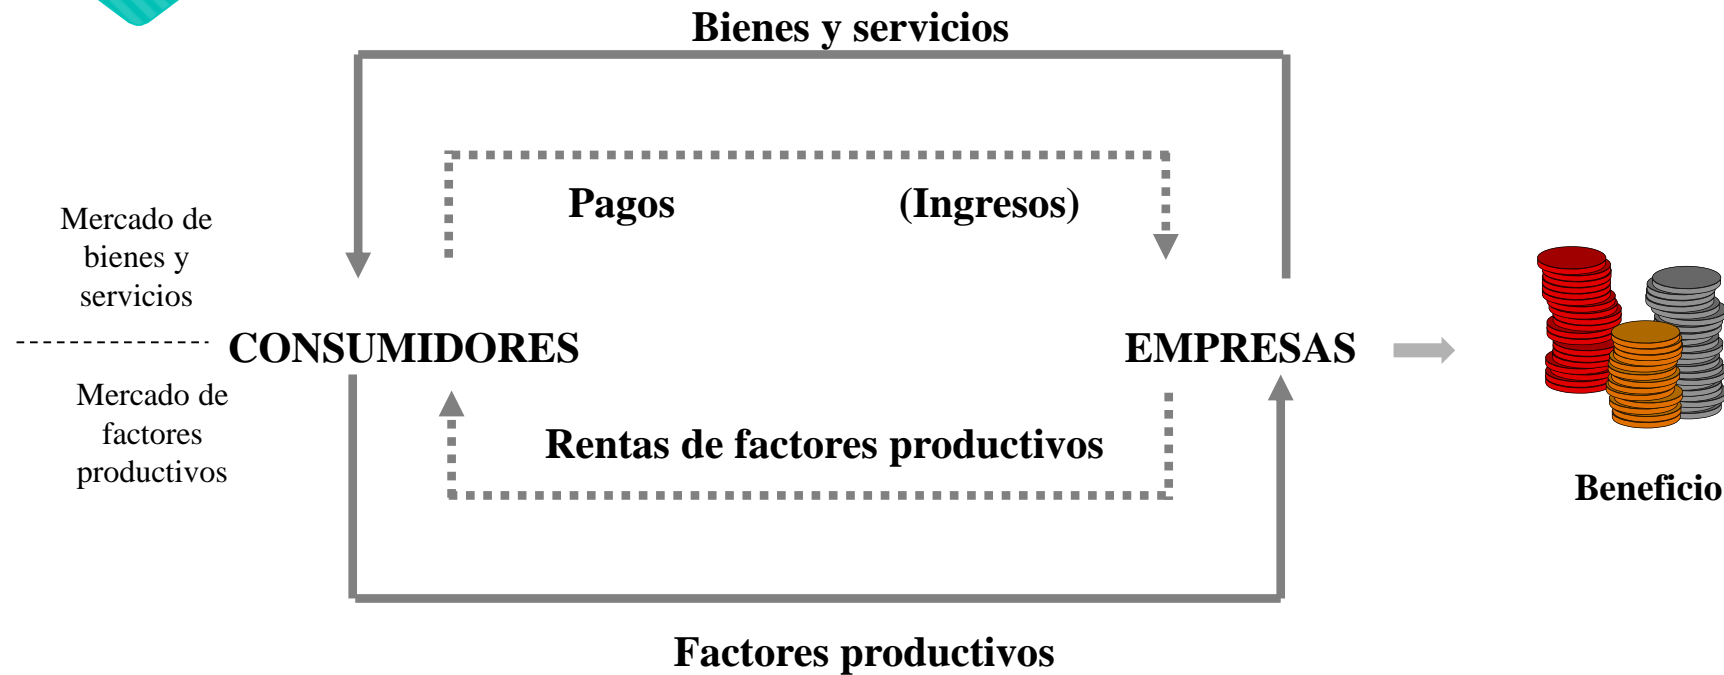 Bienes y servicios
Pagos
(Ingresos)
Mercado de
bienes y
servicios
CONSUMIDORES
EMPRESAS
Mercado de
factores
productivos
Rentas de factores productivos
Beneficio
Factores productivos